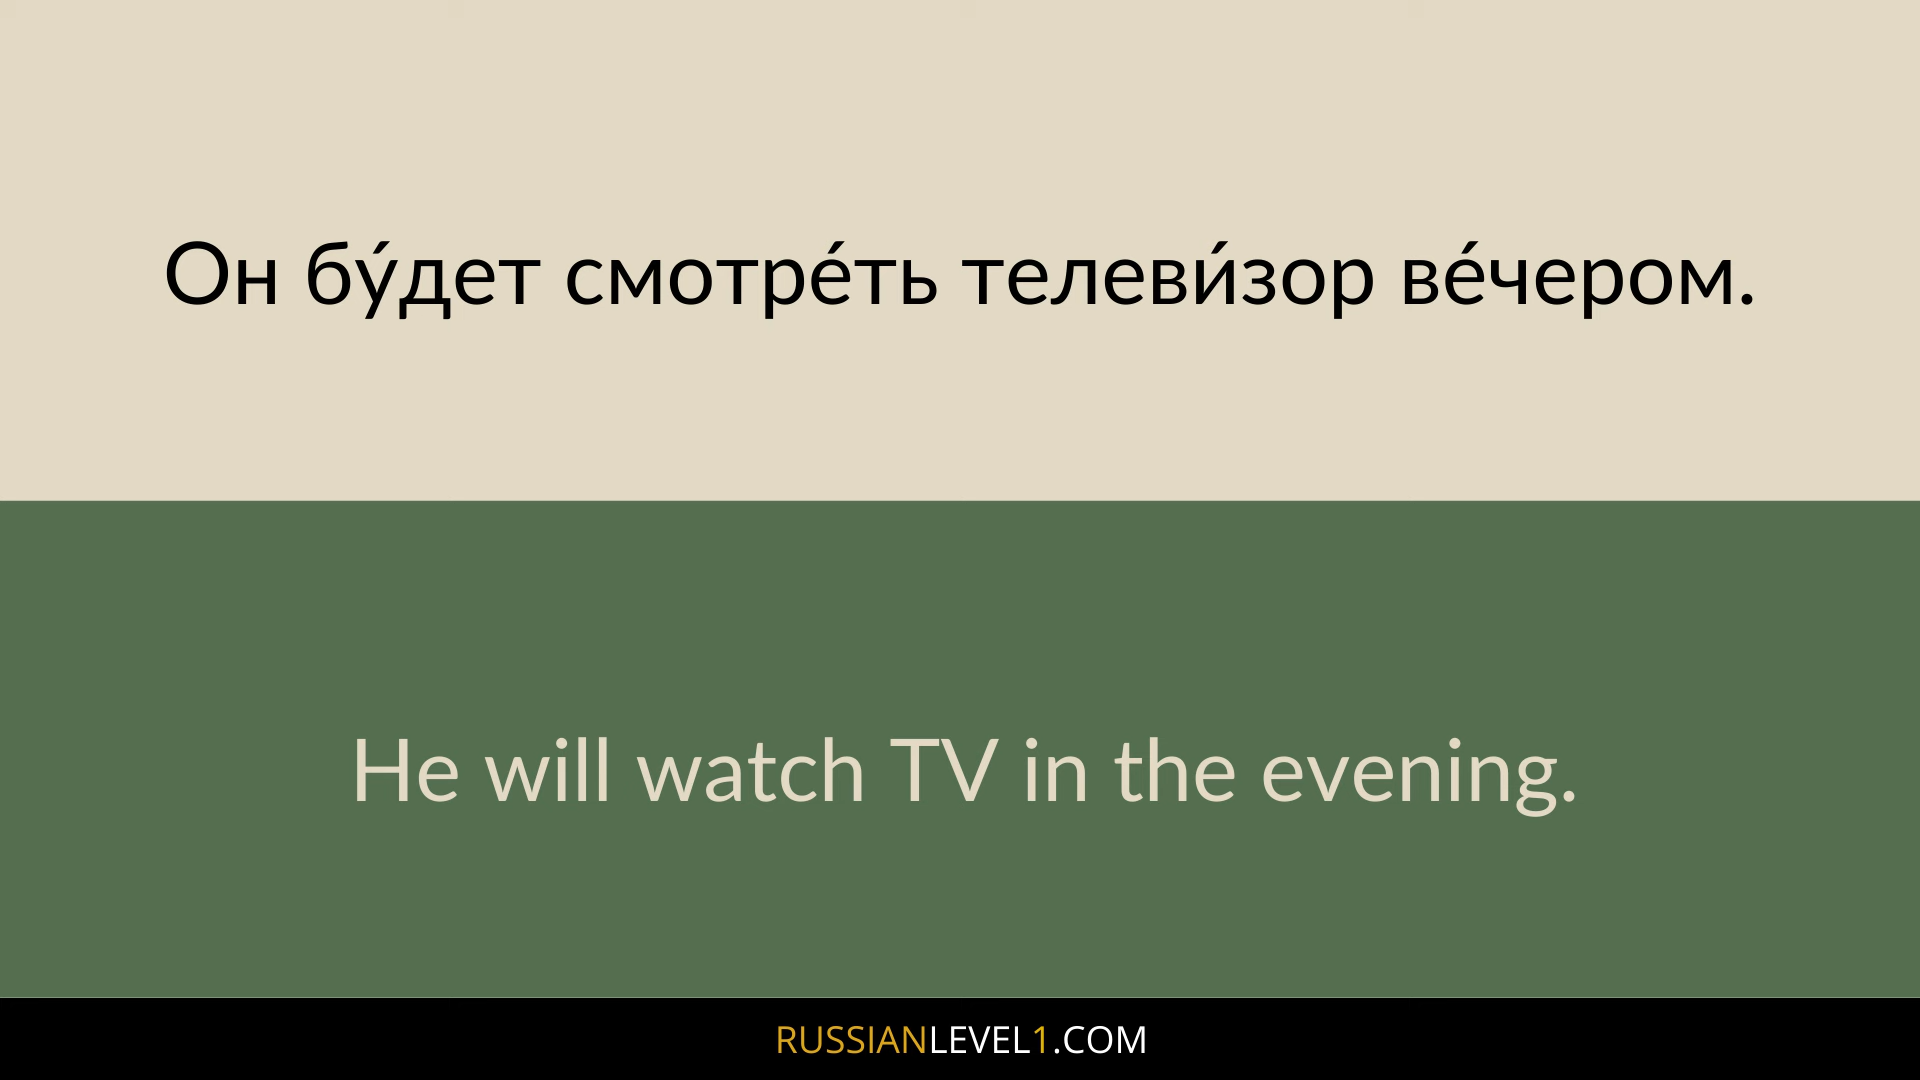 Он бу́дет смотре́ть телеви́зор ве́чером.
He will watch TV in the evening.
RUSSIANLEVEL1.COM